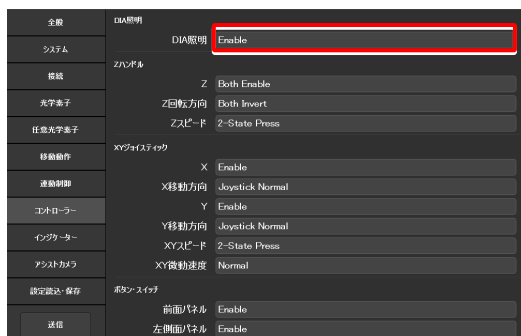 全般
システム
接続
光学素子
任意光学素子
移動動作
連動制御
コントローラー
インジケーター
アシストカメラ
設定読込・保存
送信
DIA照明
DIA照明 Enable
Zハンドル
Z Both Enable
Z回転方向 Both Invert
Zスピード 2-State Press
XYジョイスティック
X Enable
X移動方向 Joystick Normal
Y Enable
Y移動方向 Joystick Normal
XYスピード 2-State Press
XY微動速度 Normal
ボタン・スイッチ
前面パネル Enable
左側面パネル Enable